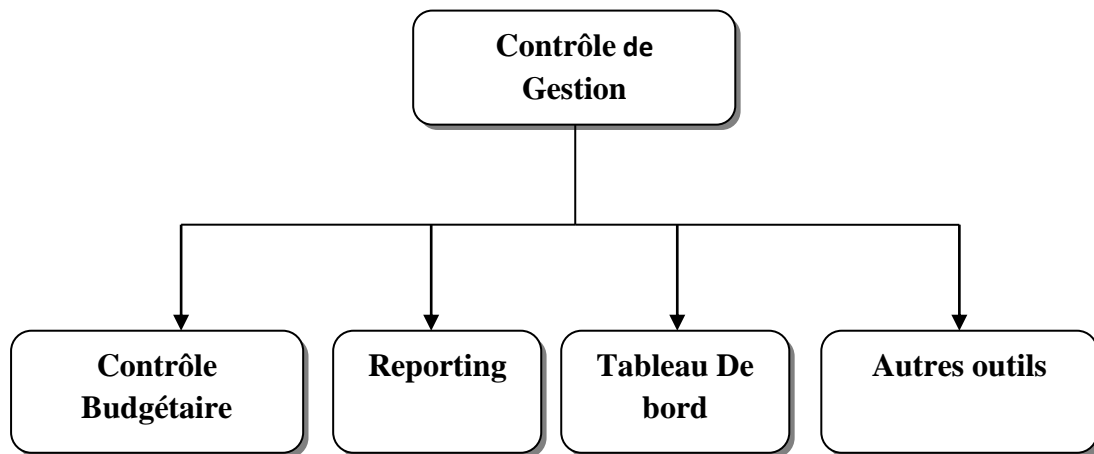 Contrôle de
Gestion
Contrôle
Budgétaire
Reporting
Tableau De
bord
Autres outils